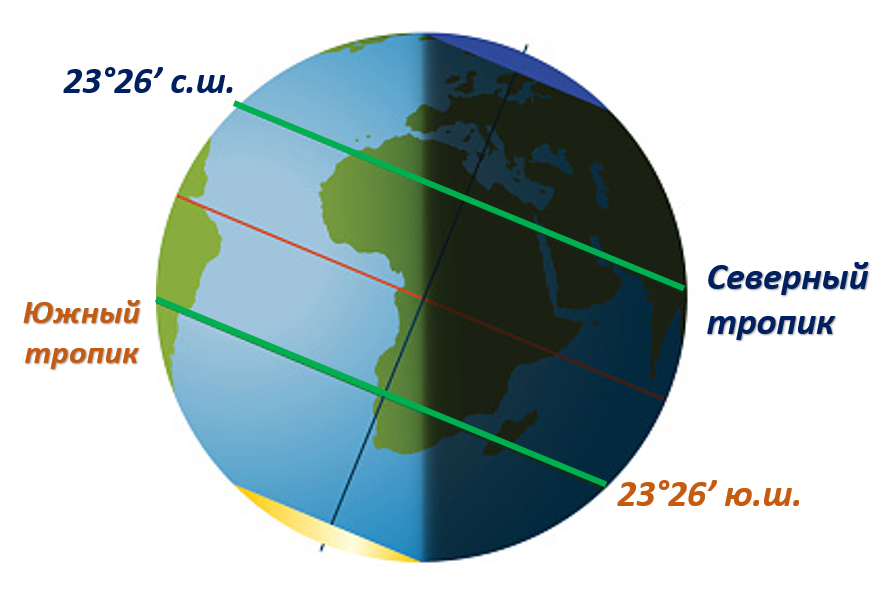 23°26’ с.ш.
Северный
тропик
Южный
тропик
23°26’ ю.ш.